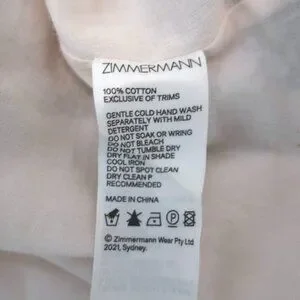 ZIMMERMANN
100% COTTON
EXCLUSIVE OF TRIMS
GENTLE COLD HAND WASH
SEPARATELY WITH MILD
DETERGENT
DO NOT SOAK OR WRING
DO NOT BLEACH
DO NOT TUMBLE DRY
DRY FLAT IN SHADE
COOL IRON
DO NOT SPOT CLEAN
DRY CLEAN P
RECOMMENDED
MADE IN CHINA
P
© Zimmermann Wear Pty Ltd
2021, Sydney.